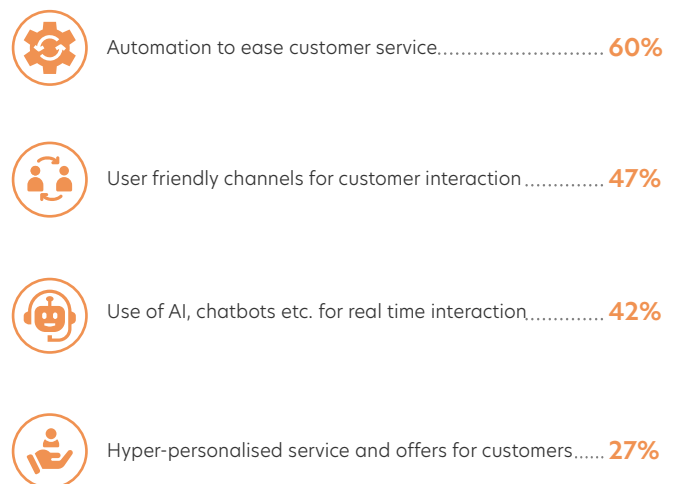 Automation to ease customer service............................ 60%
User friendly channels for customer interaction ............. 47%
Use of AI, chatbots etc. for real time interaction............. 42%
Hyper-personalised service and offers for customers...... 27%